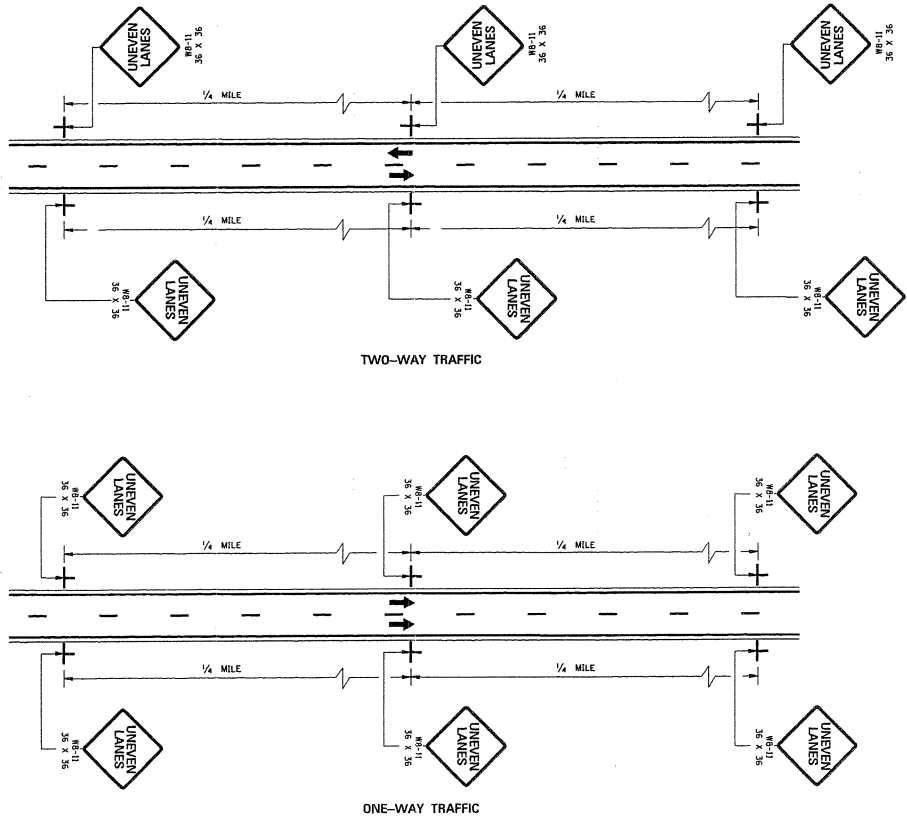 UNEVEN
LANES
W8-11
36 X 36
UNEVEN
LANES
W8-11
36 X 36
UNEVEN
LANES
W8-11
36 X 36
1/4 MILE
1/4 MILE
1/4 MILE
1/4 MILE
W8-11
36 X 36
UNEVEN
LANES
W8-11
36 X 36
UNEVEN
LANES
W8-11
36 X 36
UNEVEN
LANES
TWO-WAY TRAFFIC
W8-11
36 X 36
UNEVEN
LANES
W8-11
36 X 36
UNEVEN
LANES
W8-11
36 X 36
UNEVEN
LANES
1/4 MILE
1/4 MILE
1/4 MILE
1/4 MILE
W8-11
36 X 36
UNEVEN
LANES
W8-11
36 X 36
UNEVEN
LANES
W8-11
36 X 36
UNEVEN
LANES
ONE-WAY TRAFFIC